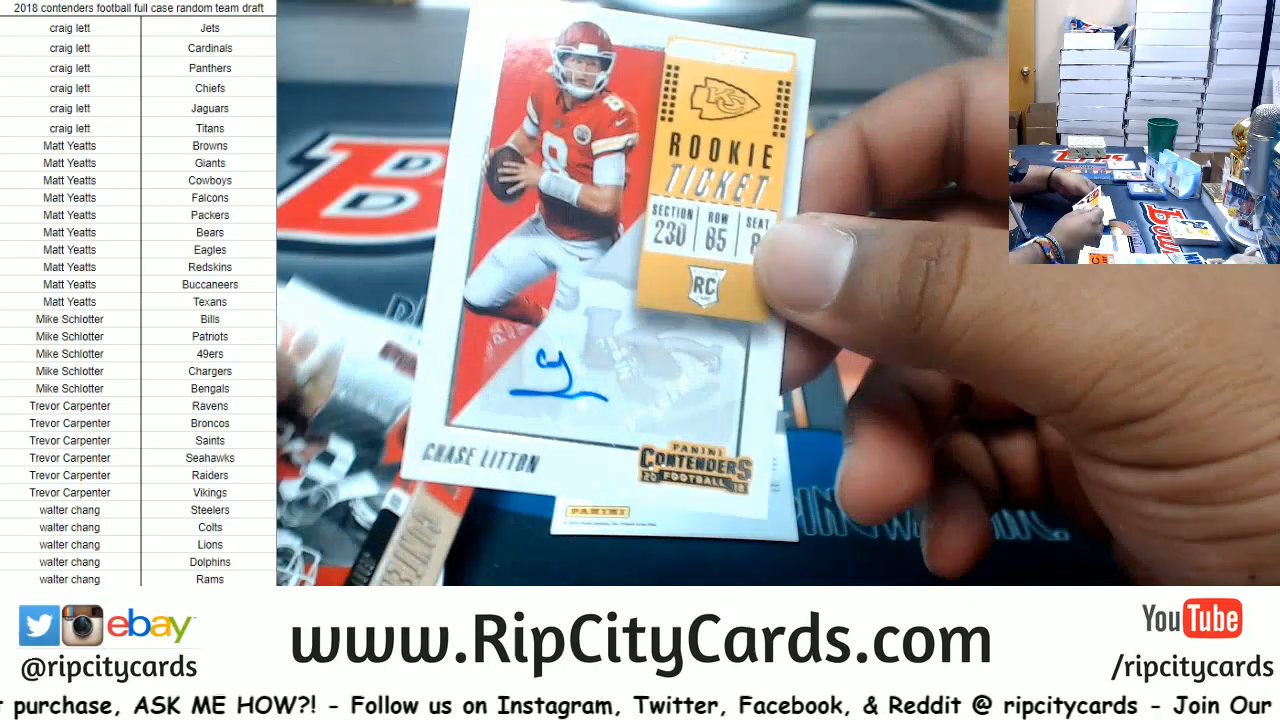 2018 contenders football full case random team draft
craig lett Jets
craig lett Cardinals
craig lett Panthers
craig lett Chiefs
craig lett Jaguars
craig lett Titans
Matt Yeatts Browns
Matt Yeatts Giants
Matt Yeatts Cowboys
Matt Yeatts Falcons
Matt Yeatts Packers
Matt Yeatts Bears
Matt Yeatts Eagles
Matt Yeatts Redskins
Matt Yeatts Buccaneers
Matt Yeatts Texans
Mike Schlotter Bills
Mike Schlotter Patriots
Mike Schlotter 49ers
Mike Schlotter Chargers
Mike Schlotter Bengals
Trevor Carpenter Ravens
Trevor Carpenter Broncos
Trevor Carpenter Saints
Trevor Carpenter Seahawks
Trevor Carpenter Raiders
Trevor Carpenter Vikings
walter chang Steelers
walter chang Colts
walter chang Lions
walter chang Dolphins
walter chang Rams
KC
ROOKIE
TICKET
SECTION ROW SEAT
230 85 8
RC
8
CHASE LITTON
PANINI
CONTENDERS
20 FOOTBALL 18
PANINI
ebay
@ripcitycards
www.RipCityCards.com
YouTube
/ripcitycards
purchase, ASK ME HOW?! - Follow us on Instagram, Twitter, Facebook, & Reddit @ ripcitycards - Join Our